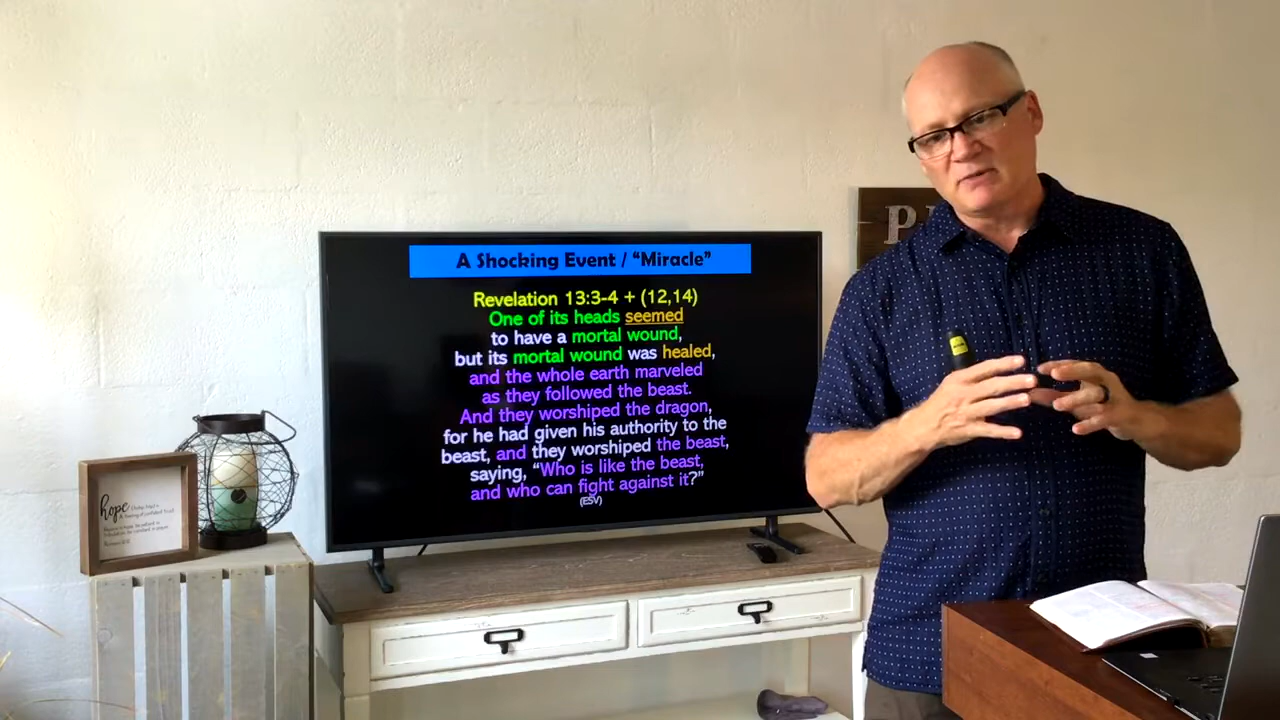 A Shocking Event / “Miracle”
Revelation 13:3-4 + (12,14)
One of its heads seemed
to have a mortal wound,
but its mortal wound was healed,
and the whole earth marveled
as they followed the beast.
And they worshiped the dragon,
for he had given his authority to the
beast, and they worshiped the beast,
saying, “Who is like the beast,
and who can fight against it?”
(ESV)
hope